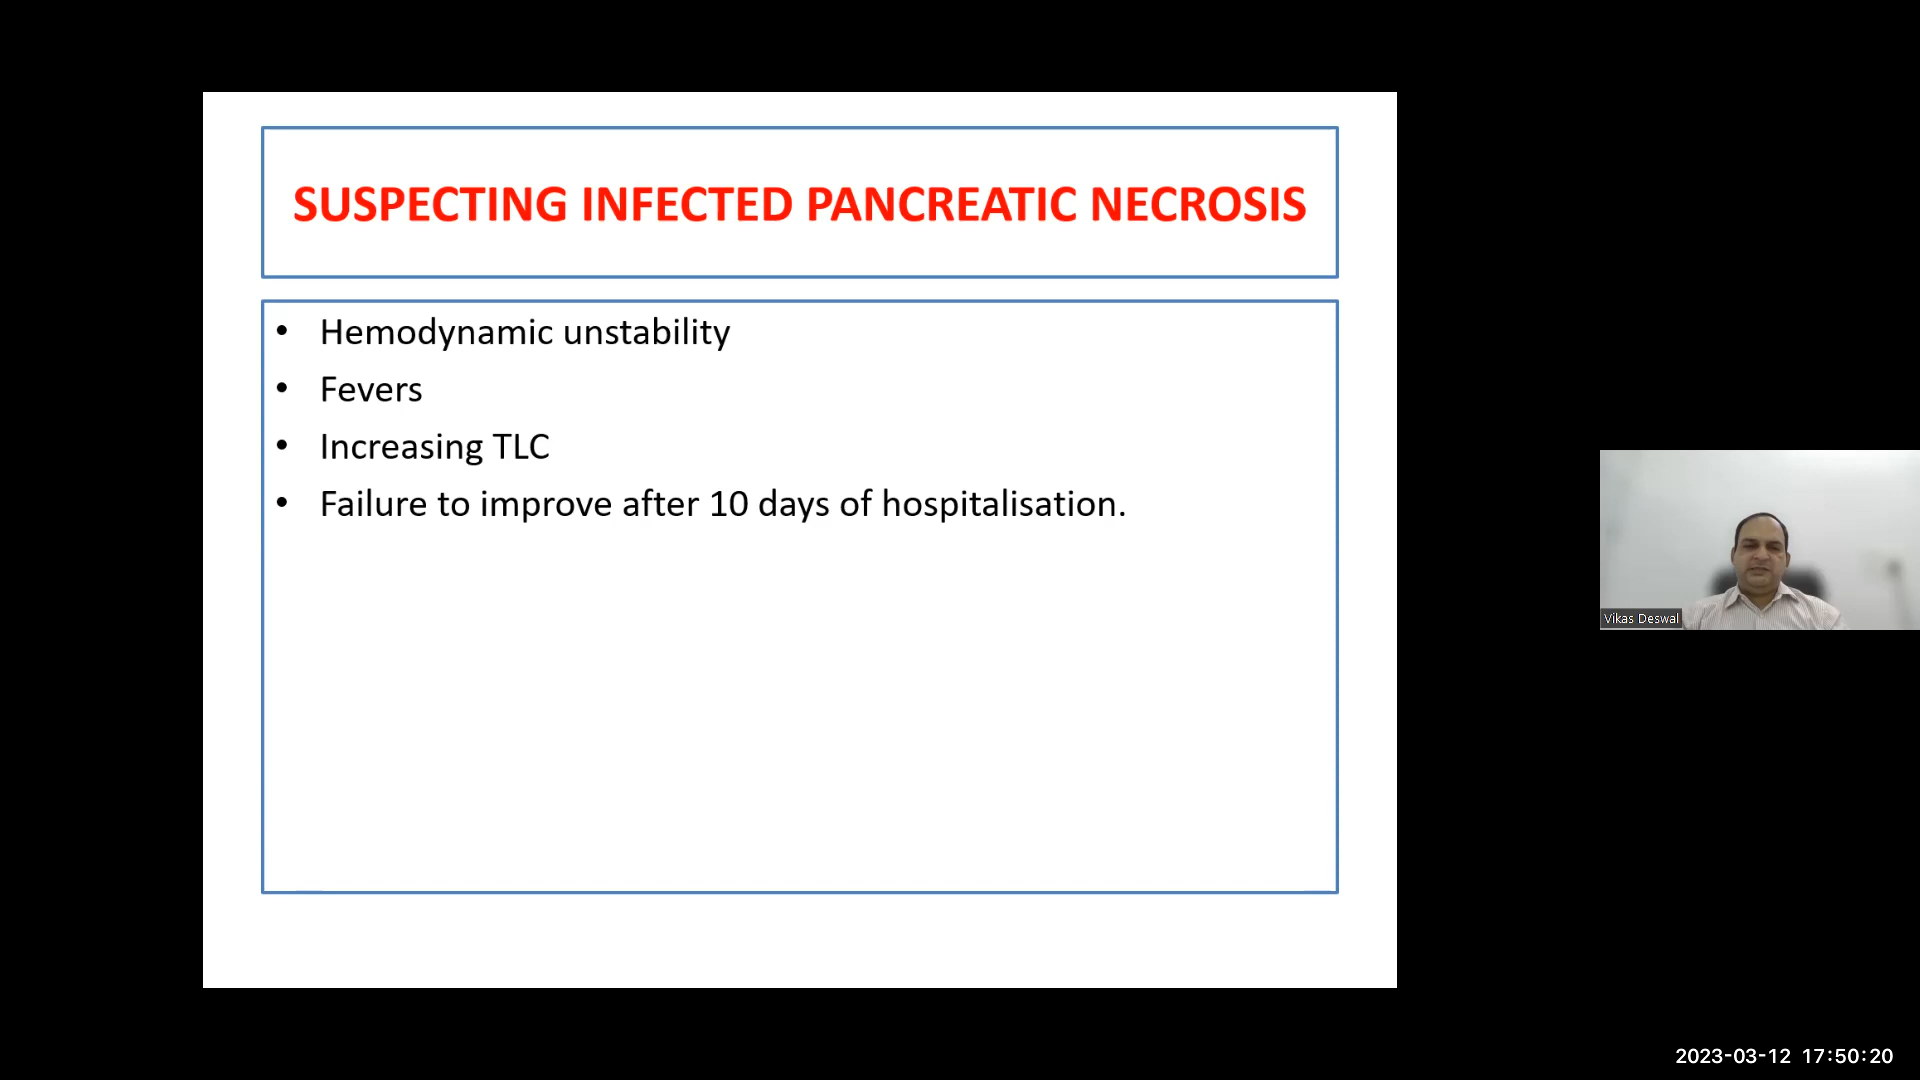 SUSPECTING INFECTED PANCREATIC NECROSIS
• Hemodynamic unstability
• Fevers
• Increasing TLC
• Failure to improve after 10 days of hospitalisation.
Vikas Deswal
2023-03-12 17:50:20